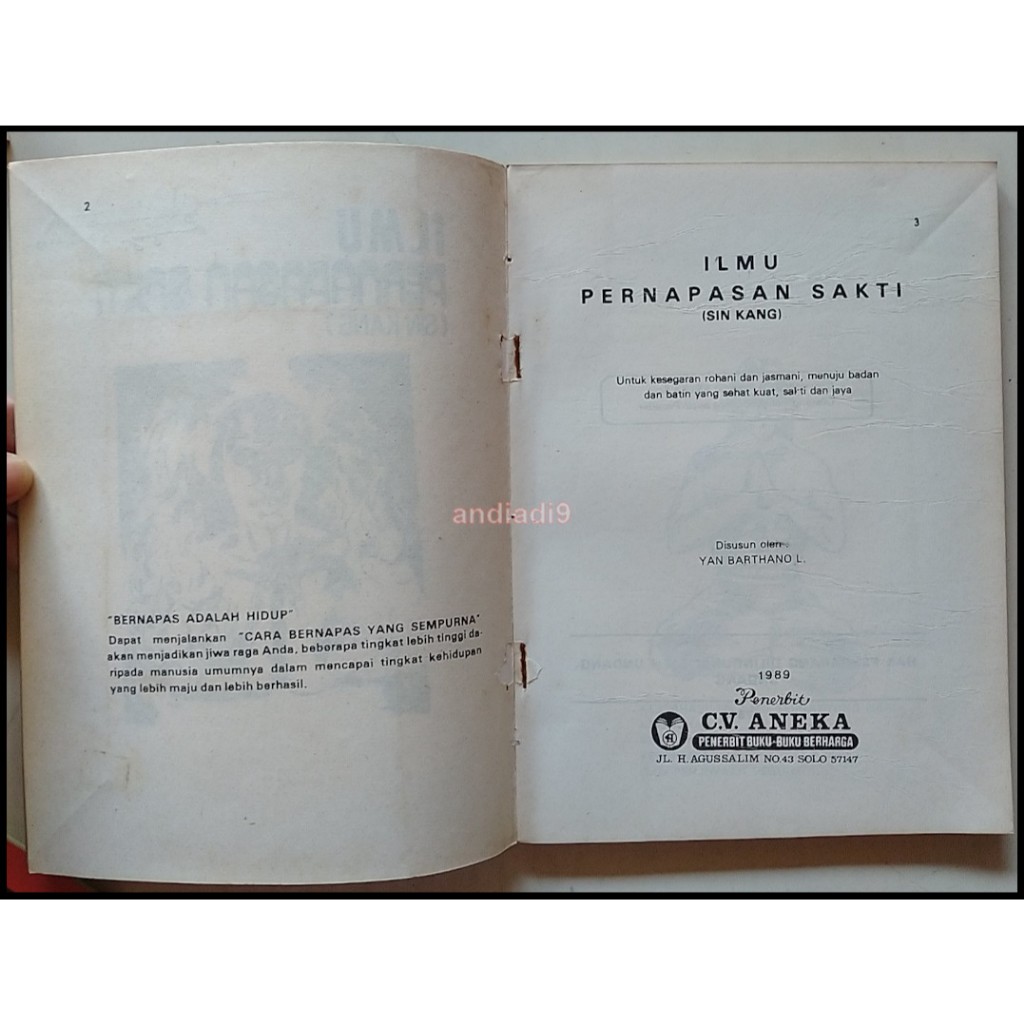 2
"BERNAPAS ADALAH HIDUP"
Dapat menjalankan "CARA BERNAPAS YANG SEMPURNA"
akan menjadikan jiwa raga Anda, beberapa tingkat lebih tinggi da-
ripada manusia umumnya dalam mencapai tingkat kehidupan
yang lebih maju dan lebih berhasil.
andiadi9
3
ILMU
PERNAPASAN SAKTI
(SIN KANG)
Untuk kesegaran rohani dan jasmani, menuju badan
dan batin yang sehat kuat, sakti dan jaya
Disusun oleh
YAN BARTHANO L.
1989
Penerbit
C.V. ANEKA
PENERBIT BUKU-BUKU BERHARGA
JL. H. AGUSSALIM NO.43 SOLO 57147